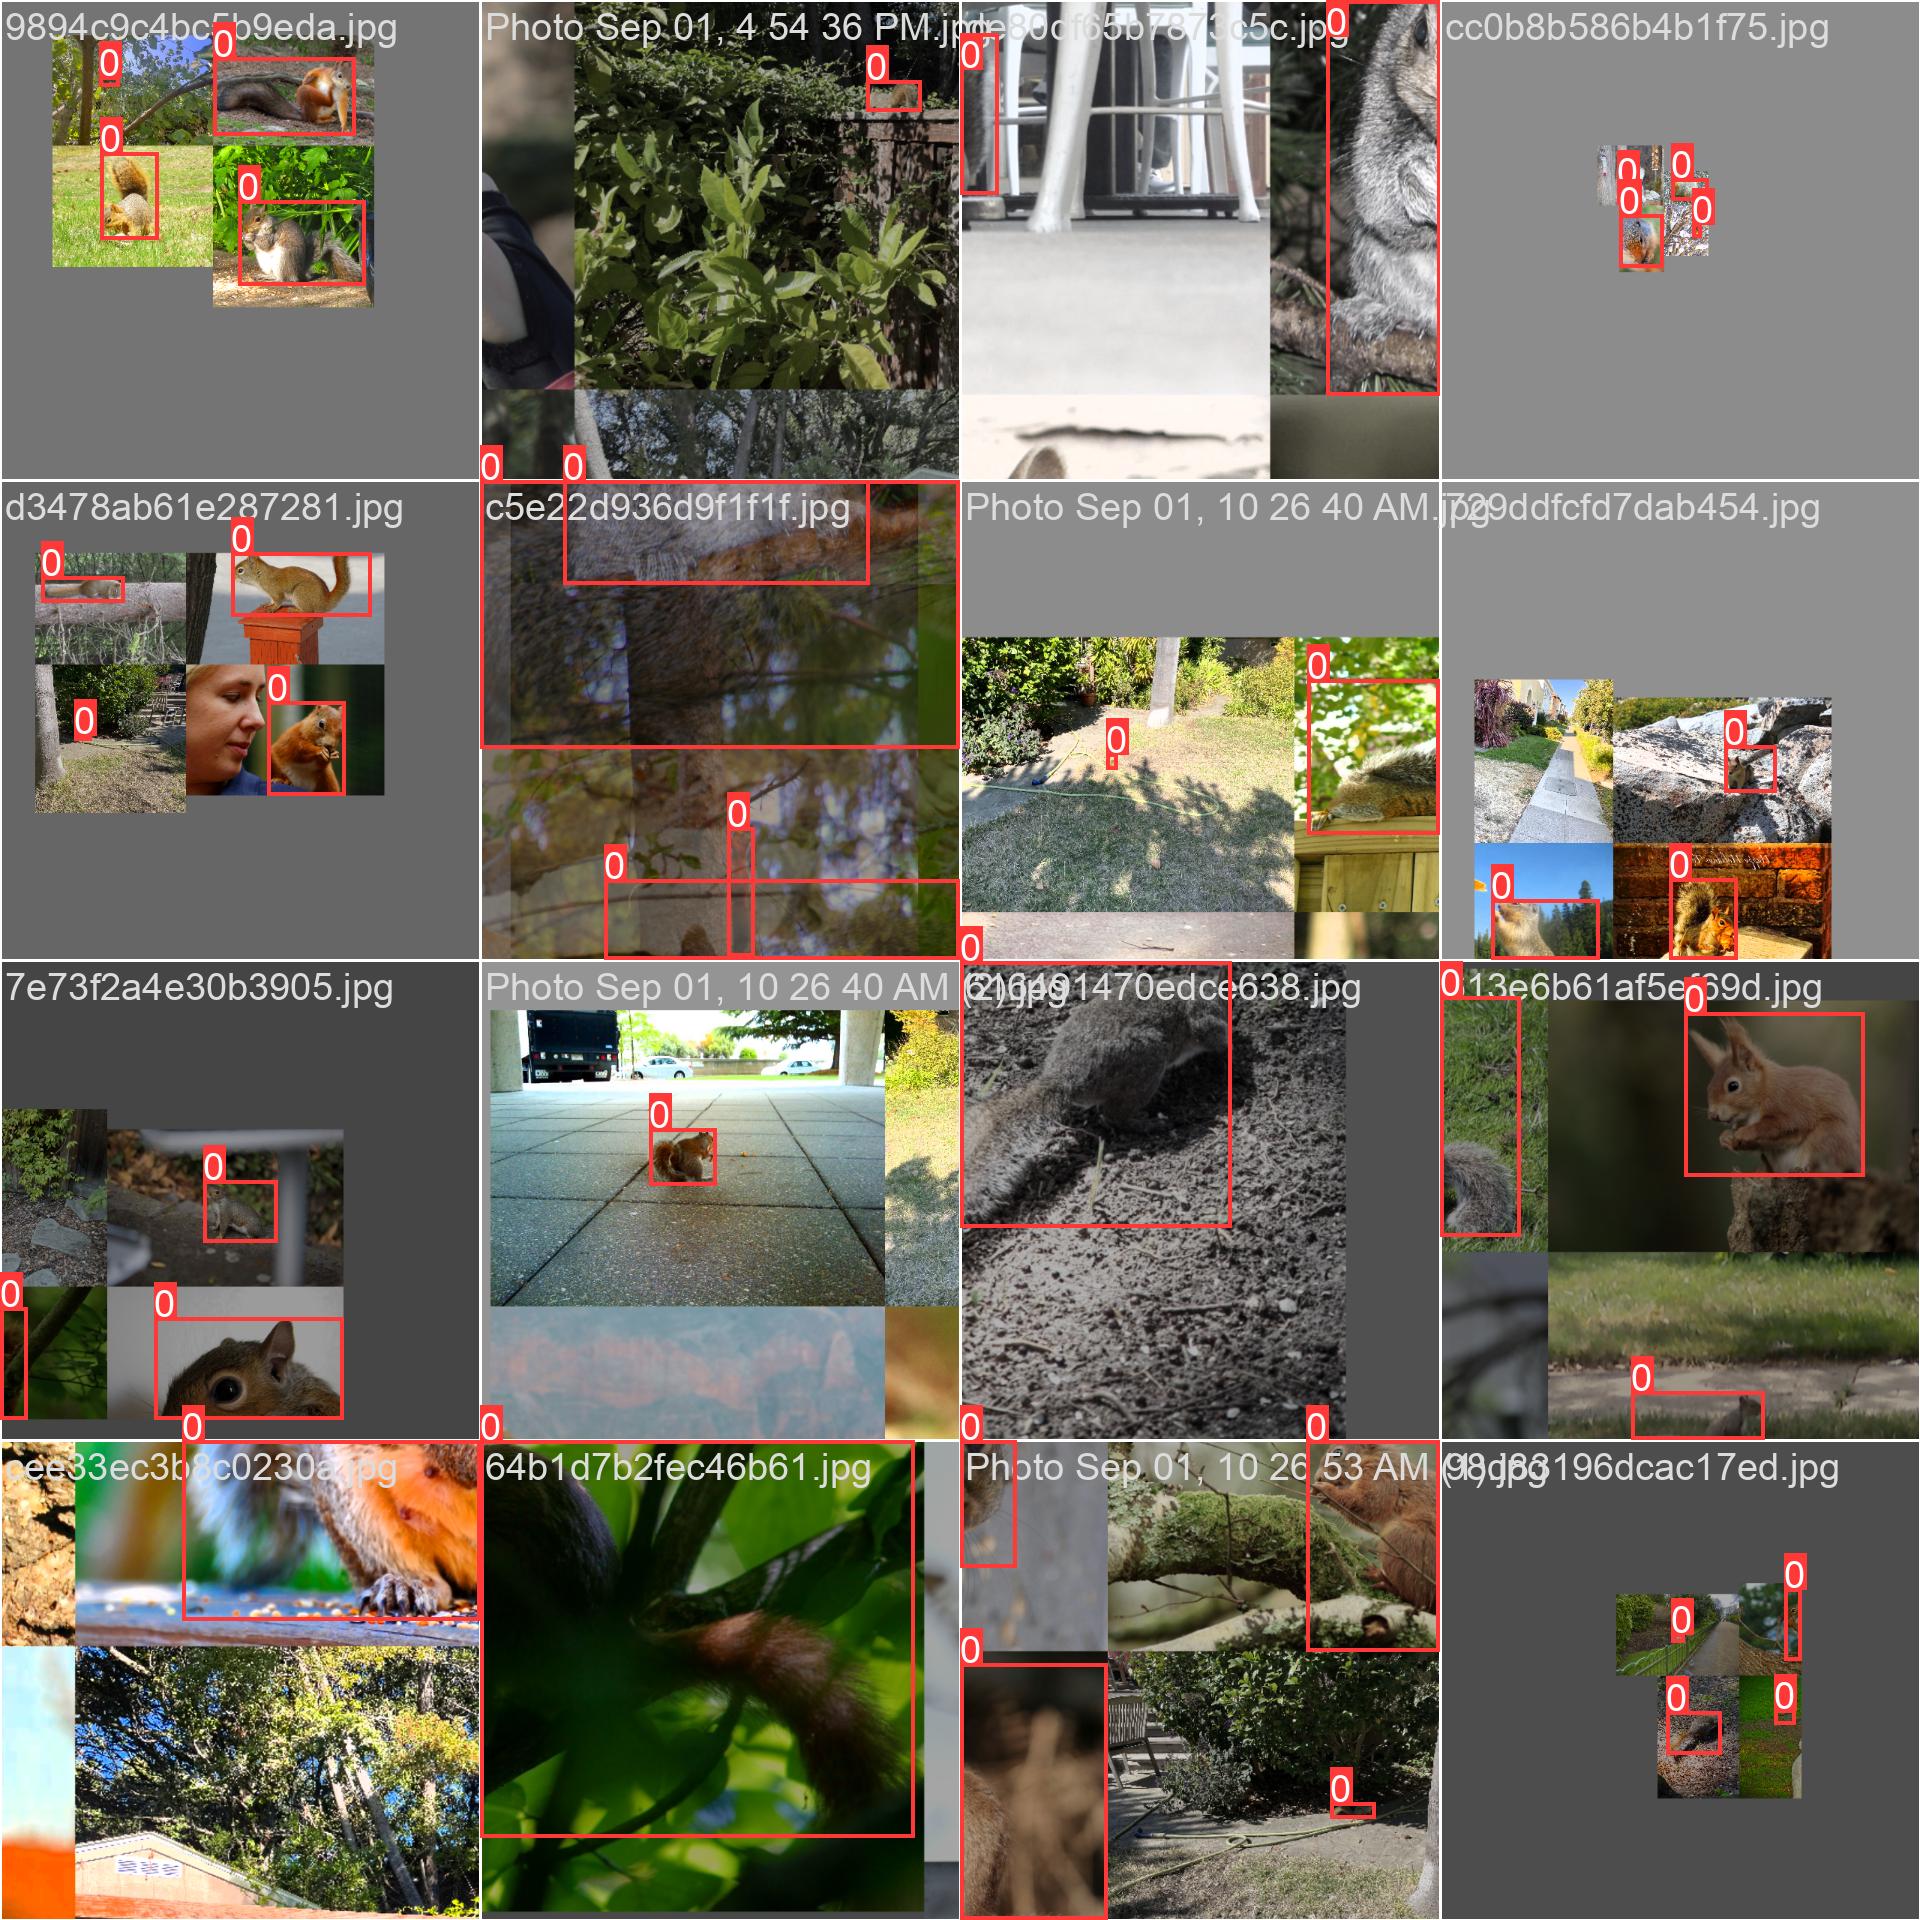 9894c9c4bc5b9eda.jpg
0
0
0
0
Photo Sep 01, 4 54 36 PM.jpg
0
0
0
e80df65b7873c5c.jpg
0
0
cc0b8b586b4b1f75.jpg
0
0
0
0
d3478ab61e287281.jpg
0
0
0
0
c5e22d936d9f1f1f.jpg
0
0
Photo Sep 01, 10 26 40 AM.jpg
0
0
0
729ddfcfd7dab454.jpg
0
0
0
7e73f2a4e30b3905.jpg
0
0
0
Photo Sep 01, 10 26 40 AM (2).jpg
0
0
6491470edce638.jpg
0
0
13e6b61af5ef69d.jpg
0
0
0
cee33ec3b8c0230a.jpg
0
64b1d7b2fec46b61.jpg
Photo Sep 01, 10 26 53 AM (1).jpg
0
0
98d83196dcac17ed.jpg
0
0
0
0